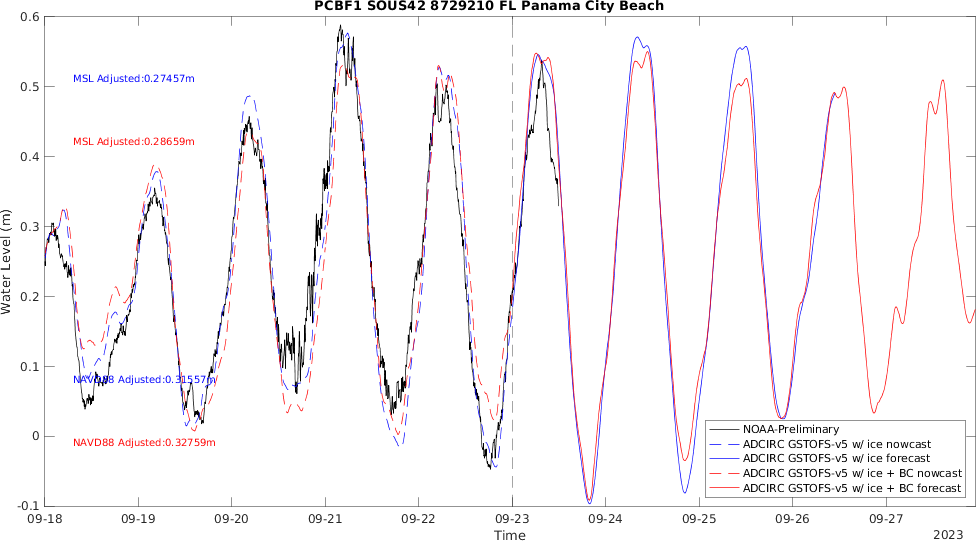 PCBF1 SOUS42 8729210 FL Panama City Beach
0.6
0.5
0.4
0.3
0.2
0.1
0
-0.1
Water Level (m)
MSL Adjusted:0.27457m
MSL Adjusted:0.28659m
NAVD88 Adjusted:0.31557m
NAVD88 Adjusted:0.32759m
NOAA-Preliminary
ADCIRC GSTOFS-v5 w/ ice nowcast
ADCIRC GSTOFS-v5 w/ ice forecast
ADCIRC GSTOFS-v5 w/ ice + BC nowcast
ADCIRC GSTOFS-v5 w/ ice + BC forecast
09-18 09-19 09-20 09-21 09-22 09-23 09-24 09-25 09-26 09-27
Time
2023